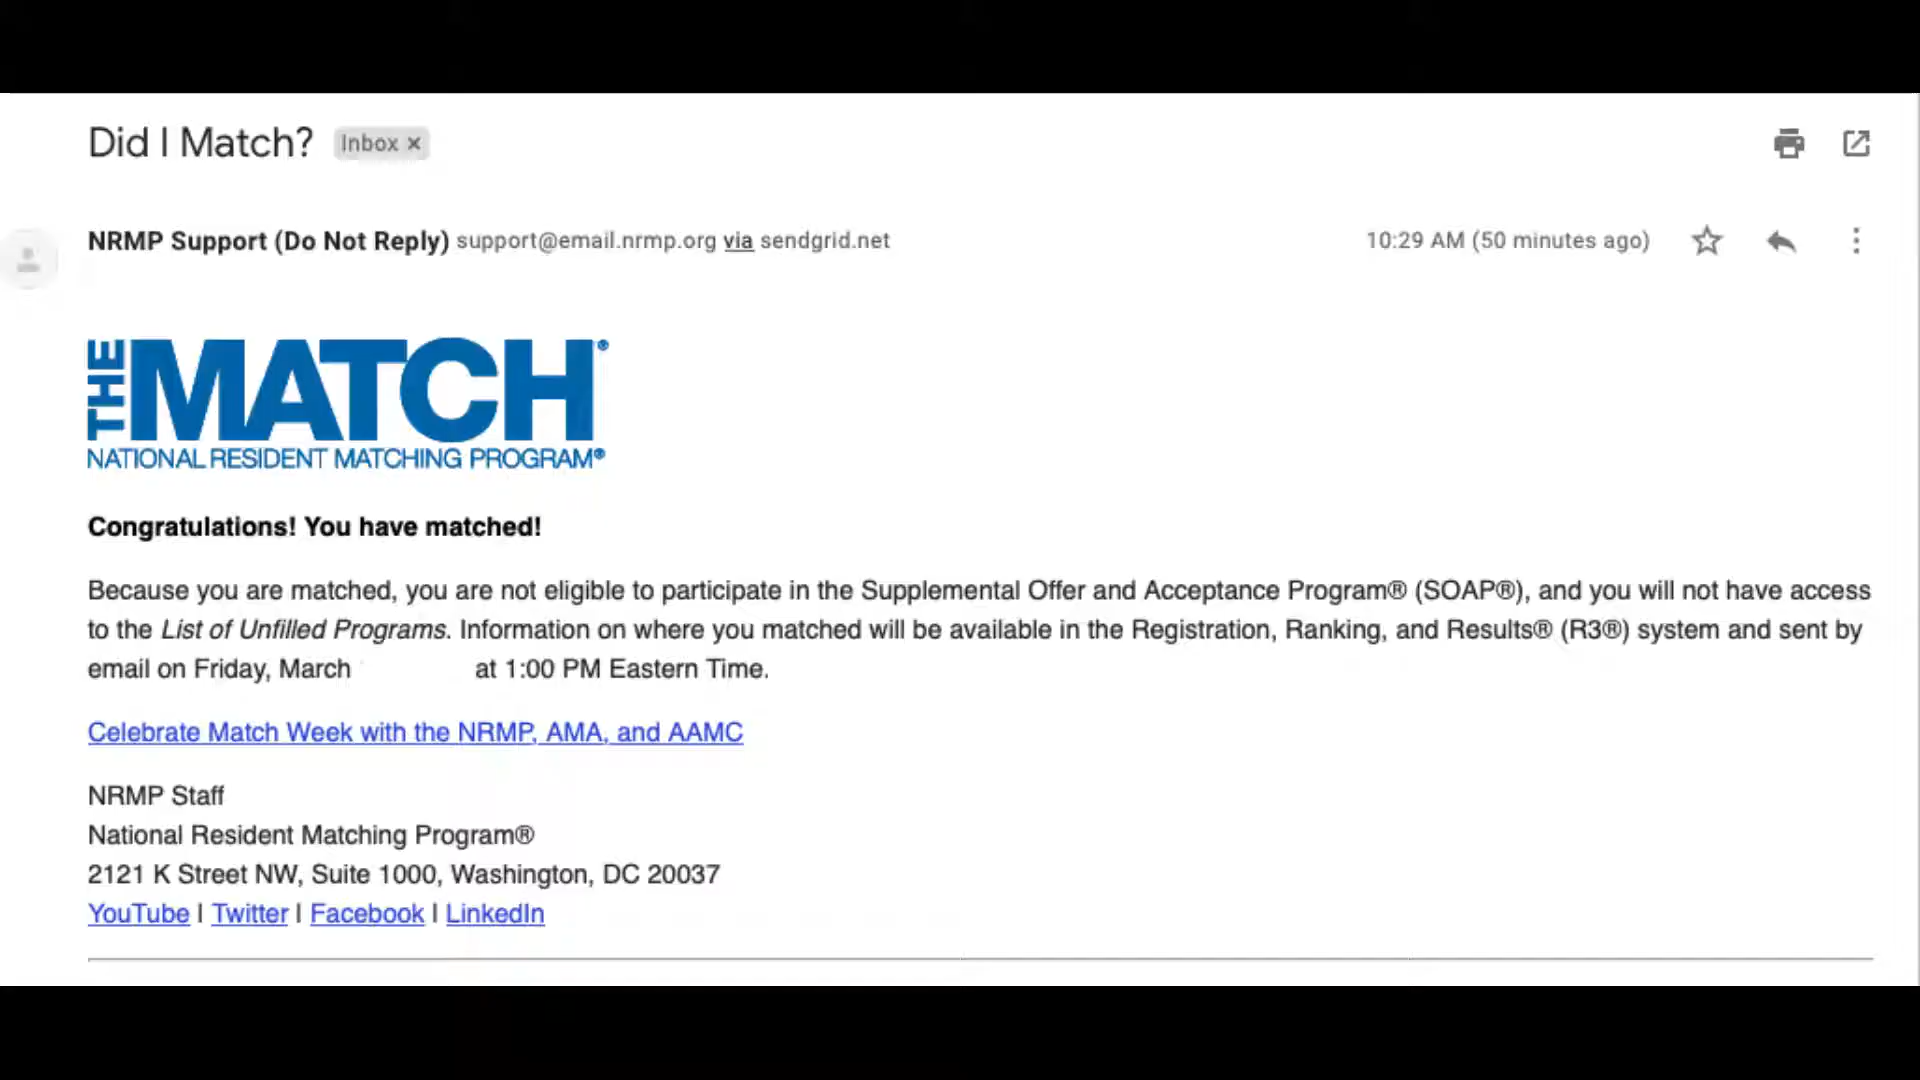 Did I Match? Inbox ×
NRMP Support (Do Not Reply) support@email.nrmp.org via sendgrid.net 10:29 AM (50 minutes ago)
THE MATCH®
NATIONAL RESIDENT MATCHING PROGRAM®
Congratulations! You have matched!
Because you are matched, you are not eligible to participate in the Supplemental Offer and Acceptance Program® (SOAP®), and you will not have access
to the List of Unfilled Programs. Information on where you matched will be available in the Registration, Ranking, and Results® (R3®) system and sent by
email on Friday, March at 1:00 PM Eastern Time.
Celebrate Match Week with the NRMP, AMA, and AAMC
NRMP Staff
National Resident Matching Program®
2121 K Street NW, Suite 1000, Washington, DC 20037
YouTube | Twitter | Facebook | LinkedIn